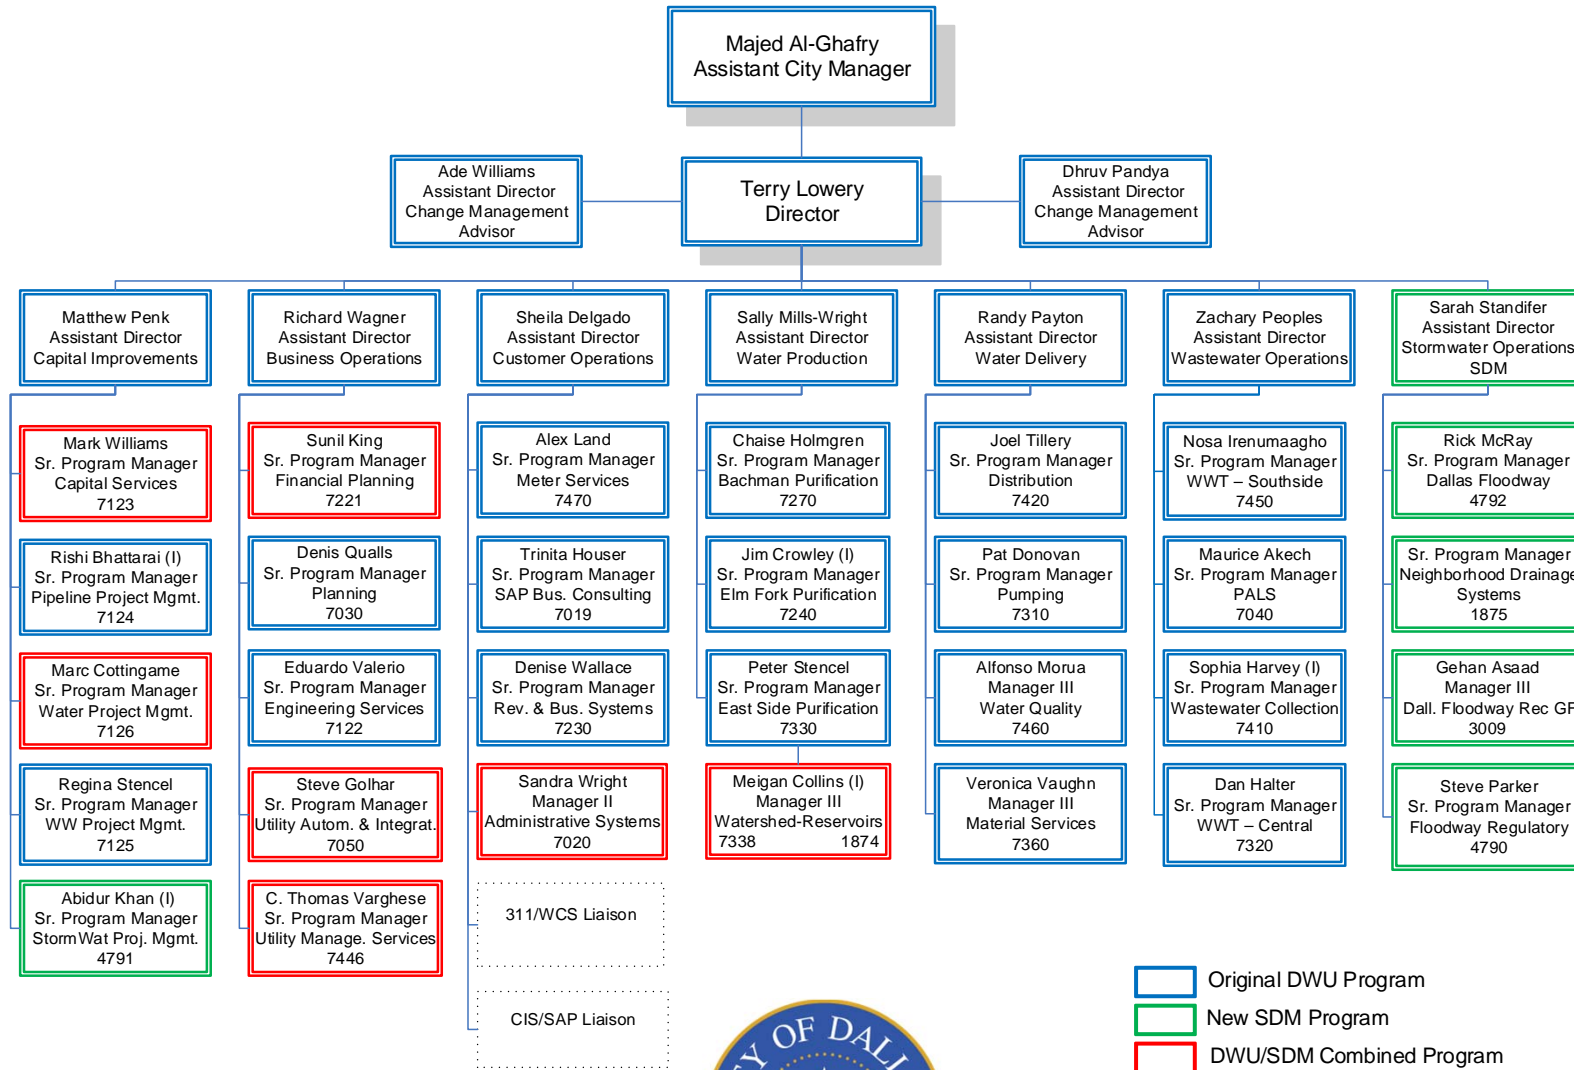 Majed Al-Ghafry
Assistant City Manager
Ade Williams
Assistant Director
Change Management
Advisor
Terry Lowery
Director
Dhruv Pandya
Assistant Director
Change Management
Advisor
Matthew Penk
Assistant Director
Capital Improvements
Richard Wagner
Assistant Director
Business Operations
Sheila Delgado
Assistant Director
Customer Operations
Sally Mills-Wright
Assistant Director
Water Production
Randy Payton
Assistant Director
Water Delivery
Zachary Peoples
Assistant Director
Wastewater Operations
Sarah Standifer
Assistant Director
Stormwater Operations
SDM
Mark Williams
Sr. Program Manager
Capital Services
7123
Rishi Bhattarai (I)
Sr. Program Manager
Pipeline Project Mgmt.
7124
Marc Cottingame
Sr. Program Manager
Water Project Mgmt.
7126
Regina Stencel
Sr. Program Manager
WW Project Mgmt.
7125
Abidur Khan (I)
Sr. Program Manager
StormWat Proj. Mgmt.
4791
Sunil King
Sr. Program Manager
Financial Planning
7221
Denis Qualls
Sr. Program Manager
Planning
7030
Eduardo Valerio
Sr. Program Manager
Engineering Services
7122
Steve Golhar
Sr. Program Manager
Utility Autom. & Integrat.
7050
C. Thomas Varghese
Sr. Program Manager
Utility Manage. Services
7446
Alex Land
Sr. Program Manager
Meter Services
7470
Trinita Houser
Sr. Program Manager
SAP Bus. Consulting
7019
Denise Wallace
Sr. Program Manager
Rev. & Bus. Systems
7230
Sandra Wright
Manager II
Administrative Systems
7020
311/WCS Liaison
CIS/SAP Liaison
Chaise Holmgren
Sr. Program Manager
Bachman Purification
7270
Jim Crowley (I)
Sr. Program Manager
Elm Fork Purification
7240
Peter Stencel
Sr. Program Manager
East Side Purification
7330
Meigan Collins (I)
Manager III
Watershed-Reservoirs
7338 1874
Joel Tillery
Sr. Program Manager
Distribution
7420
Pat Donovan
Sr. Program Manager
Pumping
7310
Alfonso Morua
Manager III
Water Quality
7460
Veronica Vaughn
Manager III
Material Services
7360
Nosa Irenumaagho
Sr. Program Manager
WWT – Southside
7450
Maurice Akech
Sr. Program Manager
PALS
7040
Sophia Harvey (I)
Sr. Program Manager
Wastewater Collection
7410
Dan Halter
Sr. Program Manager
WWT – Central
7320
Rick McRay
Sr. Program Manager
Dallas Floodway
4792
Sr. Program Manager
Neighborhood Drainage
Systems
1875
Gehan Asaad
Manager III
Dall. Floodway Rec GF
3009
Steve Parker
Sr. Program Manager
Floodway Regulatory
4790
Original DWU Program
New SDM Program
DWU/SDM Combined Program
OF DAL